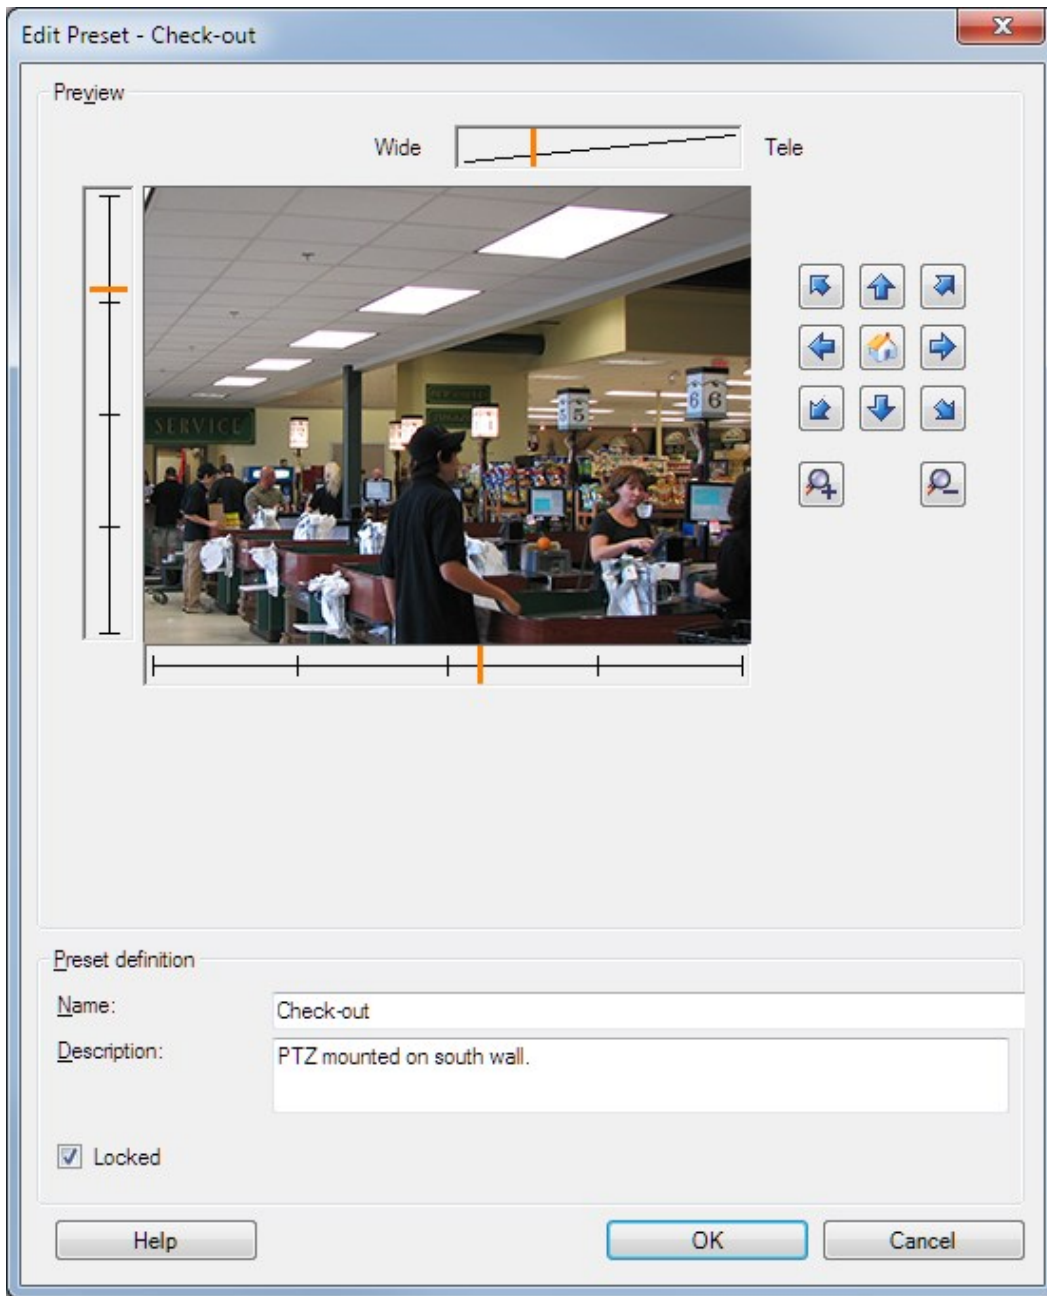 Edit Preset - Check-out
Preview
Wide
Tele
SERVICE
5 5
6 6
Preset definition
Name:
Check-out
Description:
PTZ mounted on south wall.
Locked
Help
OK
Cancel